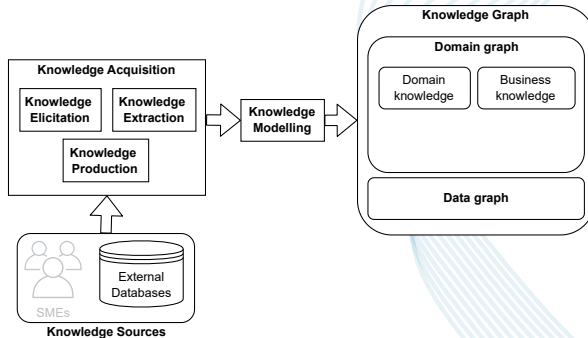 Knowledge Graph
Domain graph
Domain
knowledge
Business
knowledge
Data graph
Knowledge Acquisition
Knowledge
Elicitation
Knowledge
Extraction
Knowledge
Production
Knowledge
Modelling
SMEs
External
Databases
Knowledge Sources